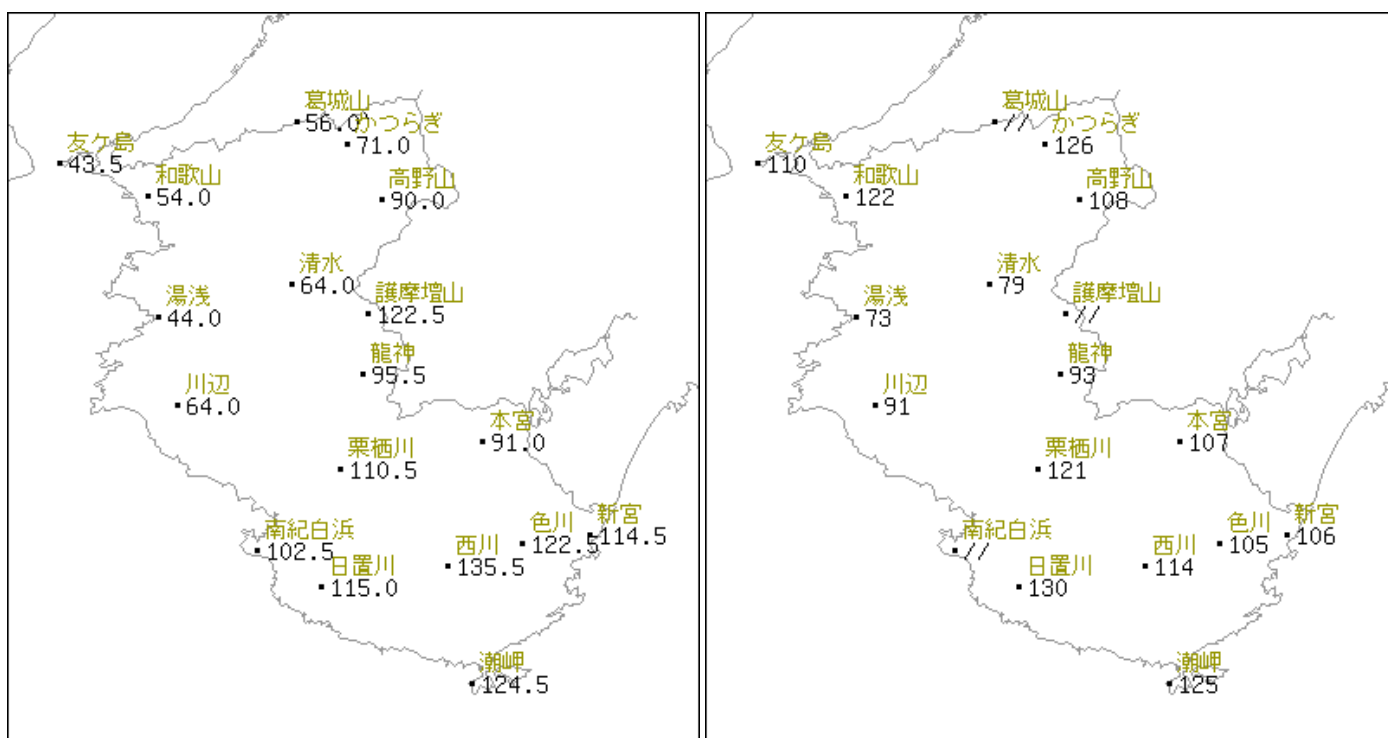 葛城山
56.0
かつらぎ
71.0
友ケ島
43.5
和歌山
54.0
高野山
90.0
清水
64.0
湯浅
44.0
護摩壇山
122.5
龍神
95.5
川辺
64.0
本宮
91.0
栗栖川
110.5
新宮
114.5
色川
122.5
南紀白浜
102.5
西川
135.5
日置川
115.0
潮岬
124.5
葛城山
//
かつらぎ
126
友ケ島
110
和歌山
122
高野山
108
清水
79
湯浅
73
護摩壇山
//
龍神
93
川辺
91
本宮
107
栗栖川
121
新宮
106
色川
105
南紀白浜
//
西川
114
日置川
130
潮岬
125